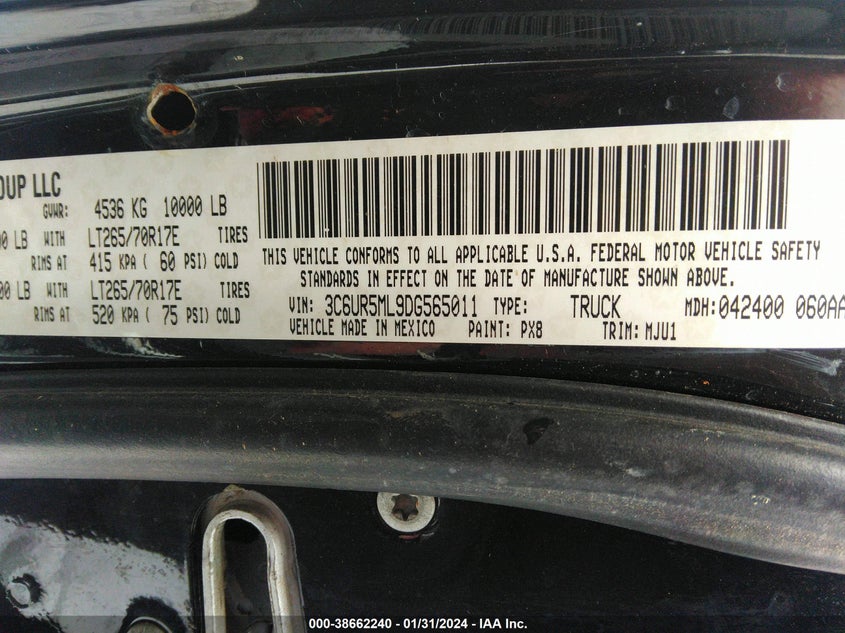 OUP LLC
GVWR: 4536 KG 10000 LB
00 LB WITH LT265/70R17E TIRES
RIMS AT 415 KPA ( 60 PSI) COLD
00 LB WITH LT265/70R17E TIRES
RIMS AT 520 KPA ( 75 PSI) COLD
THIS VEHICLE CONFORMS TO ALL APPLICABLE U.S.A. FEDERAL MOTOR VEHICLE SAFETY
STANDARDS IN EFFECT ON THE DATE OF MANUFACTURE SHOWN ABOVE.
VIN: 3C6UR5ML9DG565011 TYPE: TRUCK MDH: 042400 060AA
VEHICLE MADE IN MEXICO PAINT: PX8 TRIM: MJU1
000-38662240 - 01/31/2024 - IAA Inc.